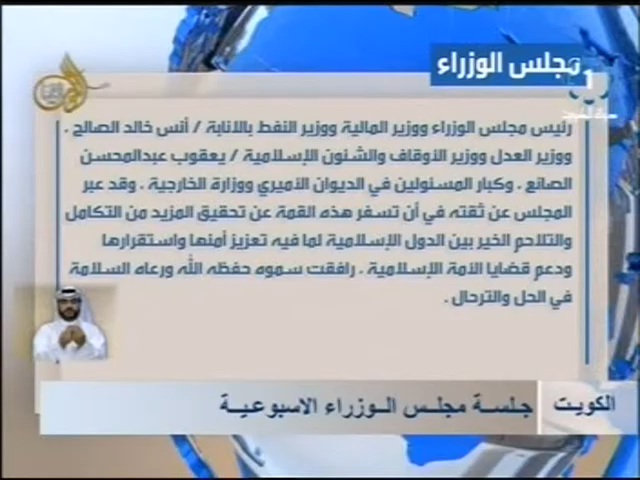 مجلس الوزراء
رئيس مجلس الوزراء ووزير المالية ووزير النفط بالانابة / أنس خالد الصالح ،
ووزير العدل ووزير الأوقاف والشئون الإسلامية / يعقوب عبدالمحسن
الصانع ، وكبار المسئولين في الديوان الأميري ووزارة الخارجية ، وقد عبر
المجلس عن ثقته في أن تسفر هذه القمة عن تحقيق المزيد من التكامل
والتلاحم الخير بين الدول الإسلامية لما فيه تعزيز أمنها واستقرارها
ودعم قضايا الأمة الإسلامية ، رافقت سموه حفظه الله ورعاه السلامة
في الحل والترحال .
الكويت
جلسة مجلس الوزراء الاسبوعية